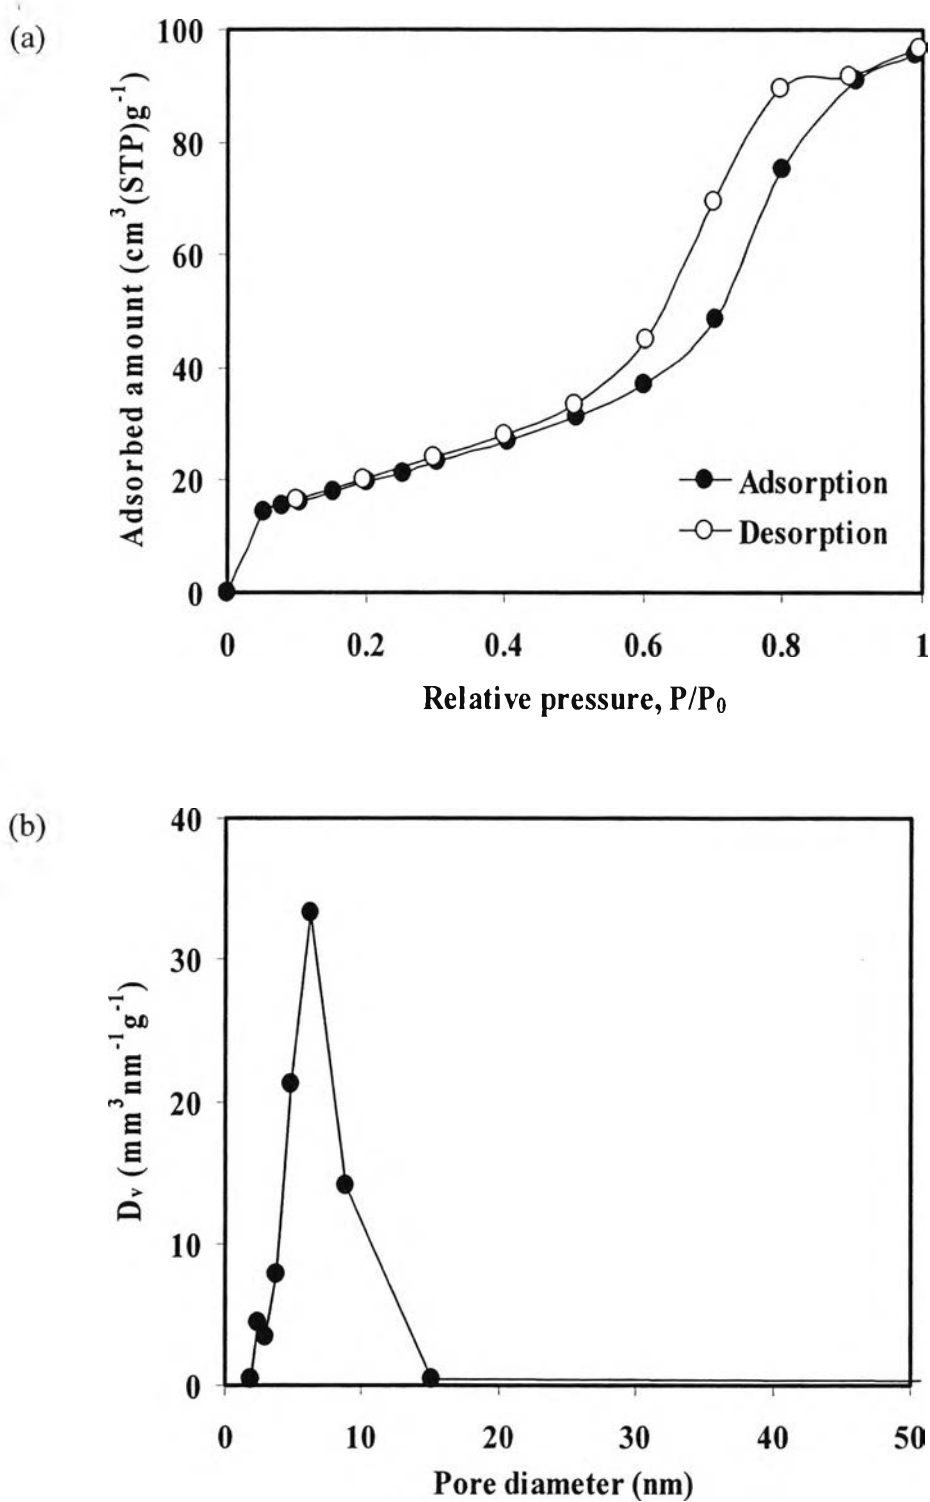 (a)
Adsorbed amount (cm³(STP)g⁻¹)
100
80
60
40
20
0
Adsorption
Desorption
0 0.2 0.4 0.6 0.8 1
Relative pressure, P/P₀
(b)
Dᵥ (mm³nm⁻¹g⁻¹)
40
30
20
10
0
0 10 20 30 40 50
Pore diameter (nm)